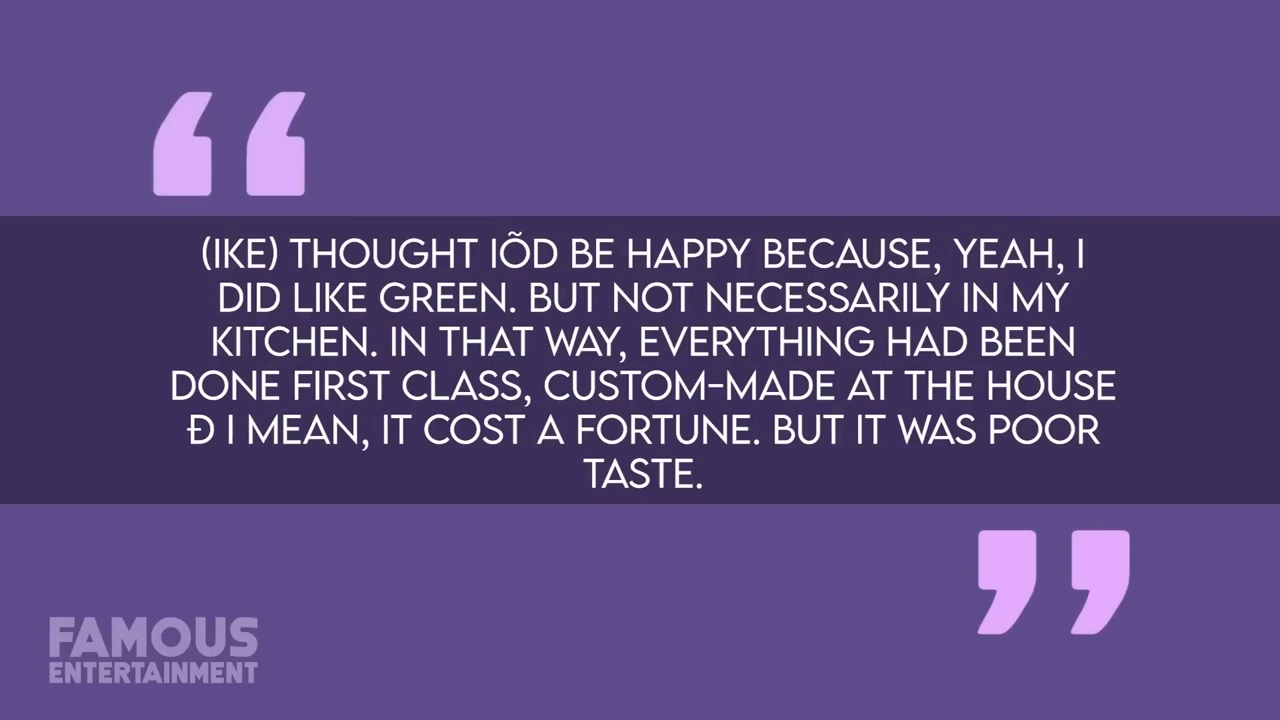 “
(IKE) THOUGHT IÕD BE HAPPY BECAUSE, YEAH, I
DID LIKE GREEN. BUT NOT NECESSARILY IN MY
KITCHEN. IN THAT WAY, EVERYTHING HAD BEEN
DONE FIRST CLASS, CUSTOM-MADE AT THE HOUSE
Ð I MEAN, IT COST A FORTUNE. BUT IT WAS POOR
TASTE.
”
FAMOUS
ENTERTAINMENT